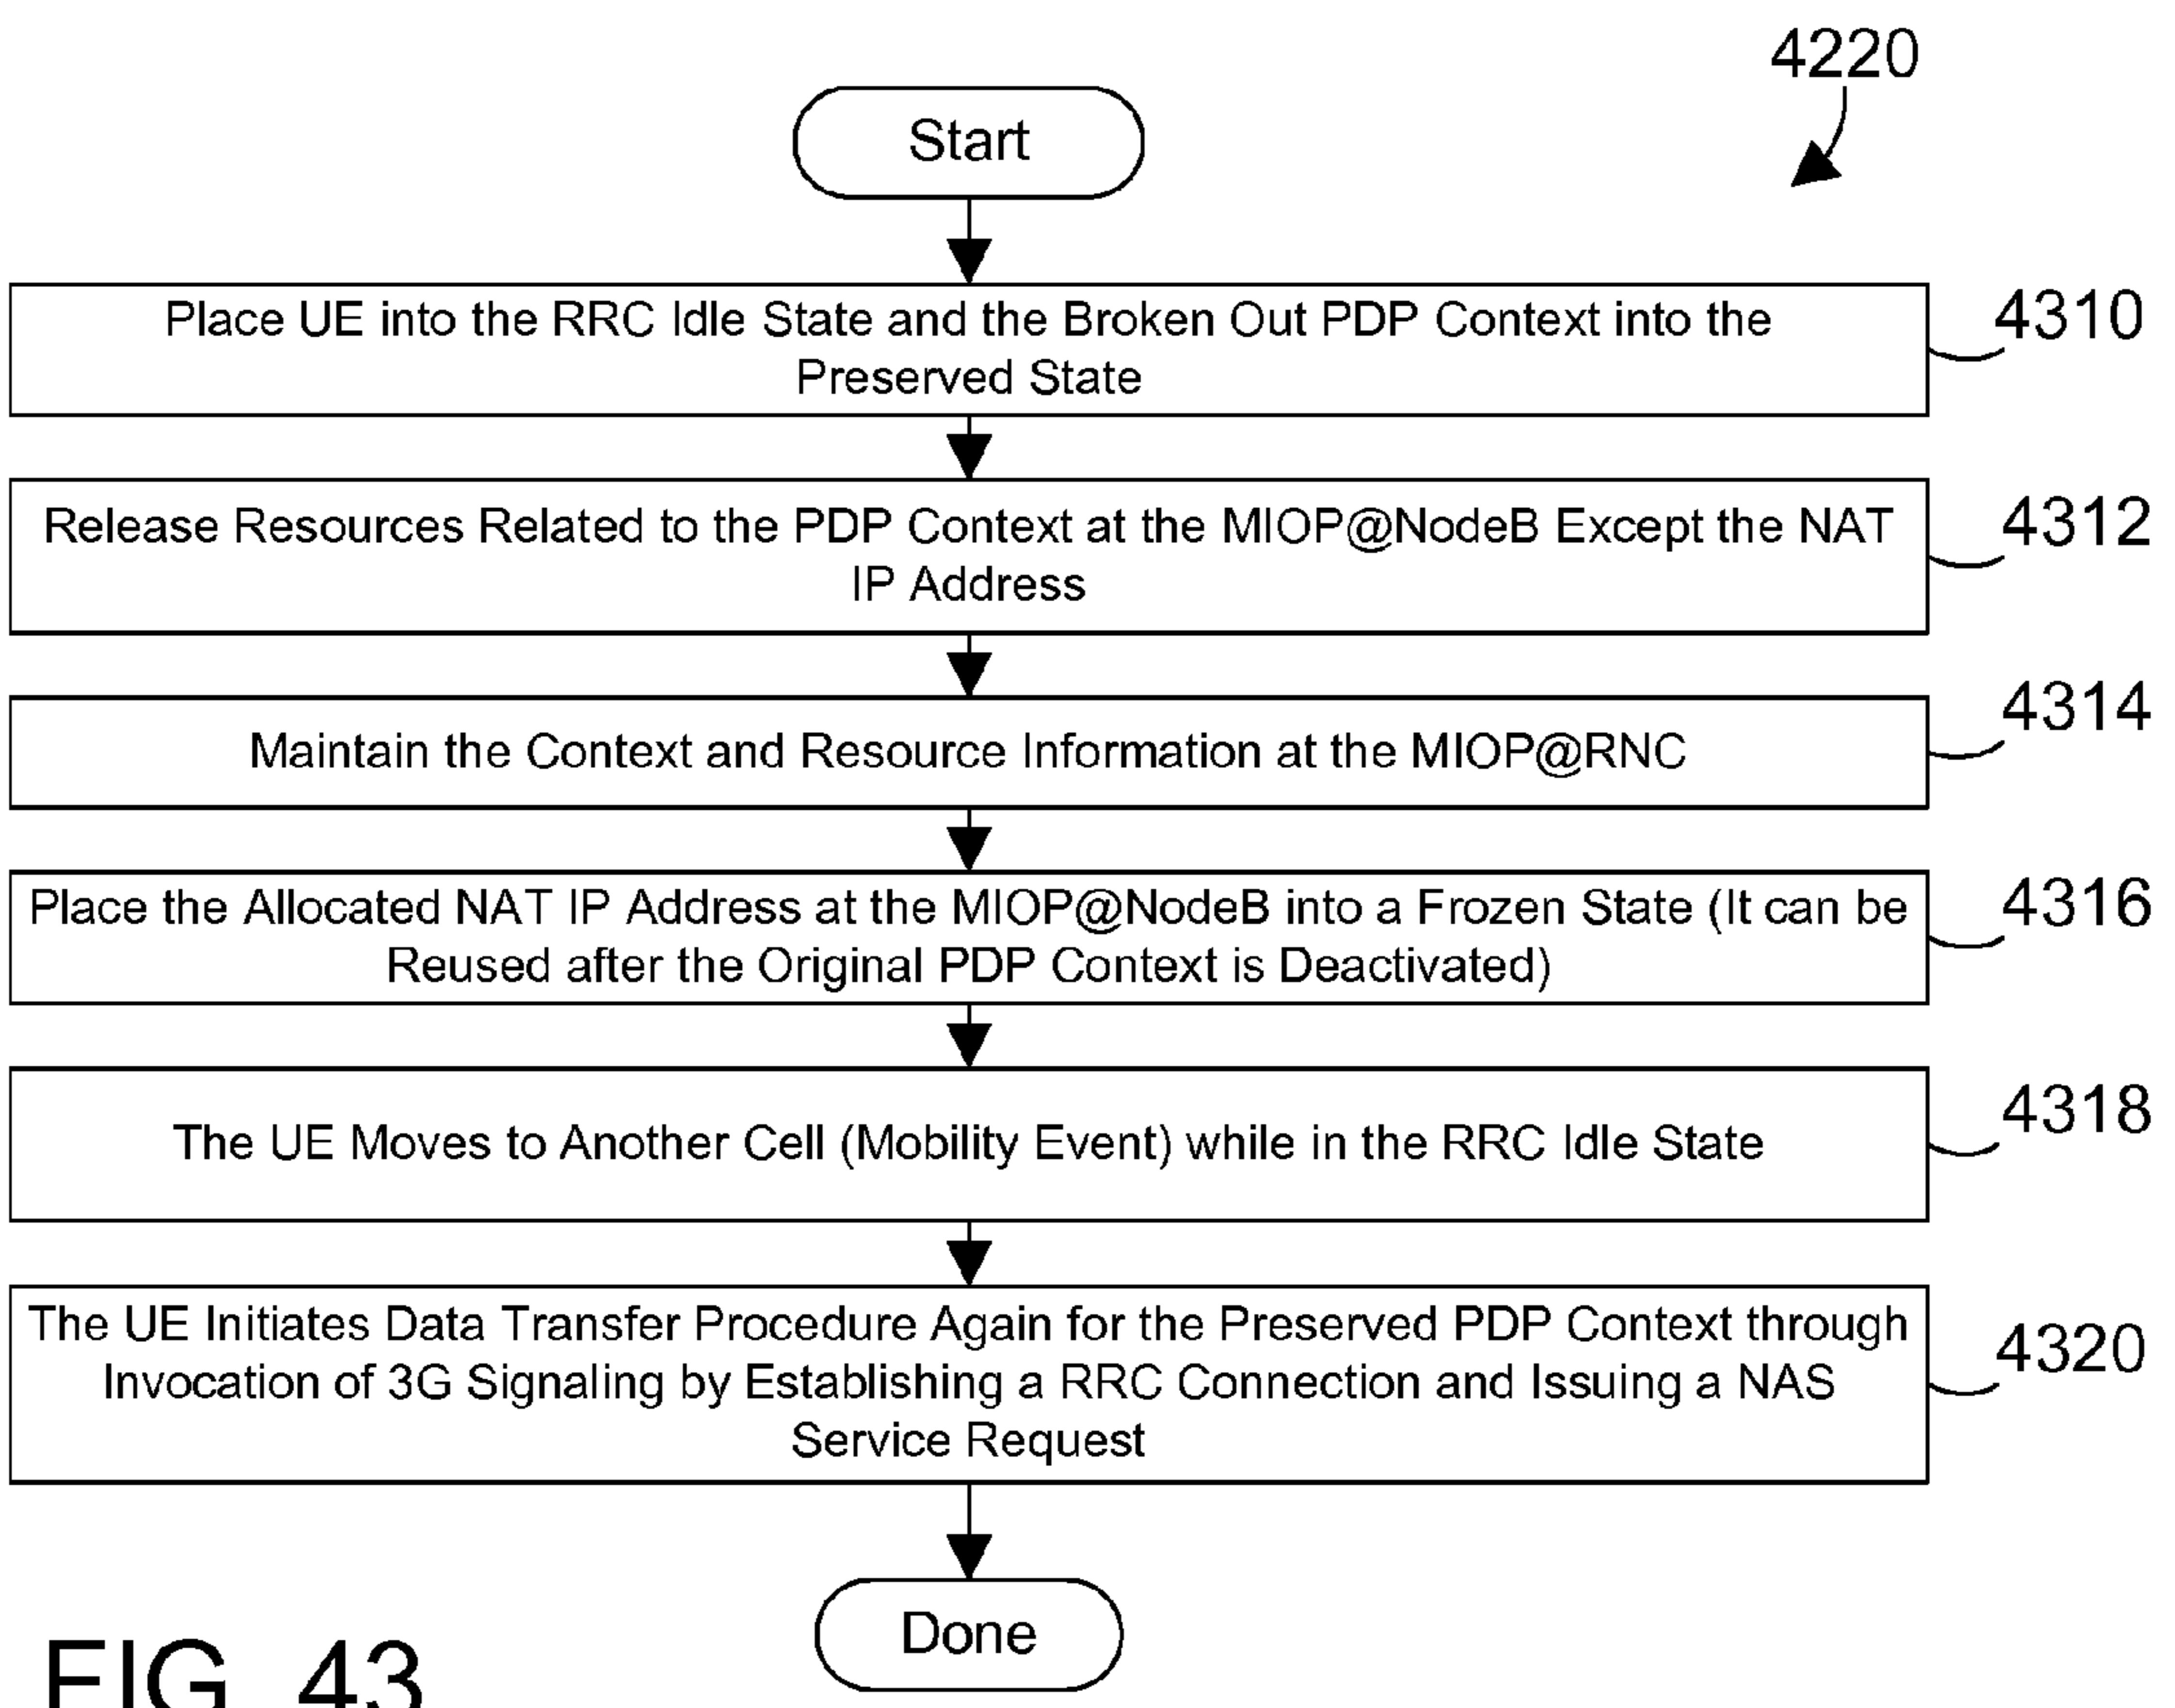 4220
Start
Place UE into the RRC Idle State and the Broken Out PDP Context into the
Preserved State
4310
Release Resources Related to the PDP Context at the MIOP@NodeB Except the NAT
IP Address
4312
Maintain the Context and Resource Information at the MIOP@RNC
4314
Place the Allocated NAT IP Address at the MIOP@NodeB into a Frozen State (It can be
Reused after the Original PDP Context is Deactivated)
4316
The UE Moves to Another Cell (Mobility Event) while in the RRC Idle State
4318
The UE Initiates Data Transfer Procedure Again for the Preserved PDP Context through
Invocation of 3G Signaling by Establishing a RRC Connection and Issuing a NAS
Service Request
4320
Done
FIG. 43